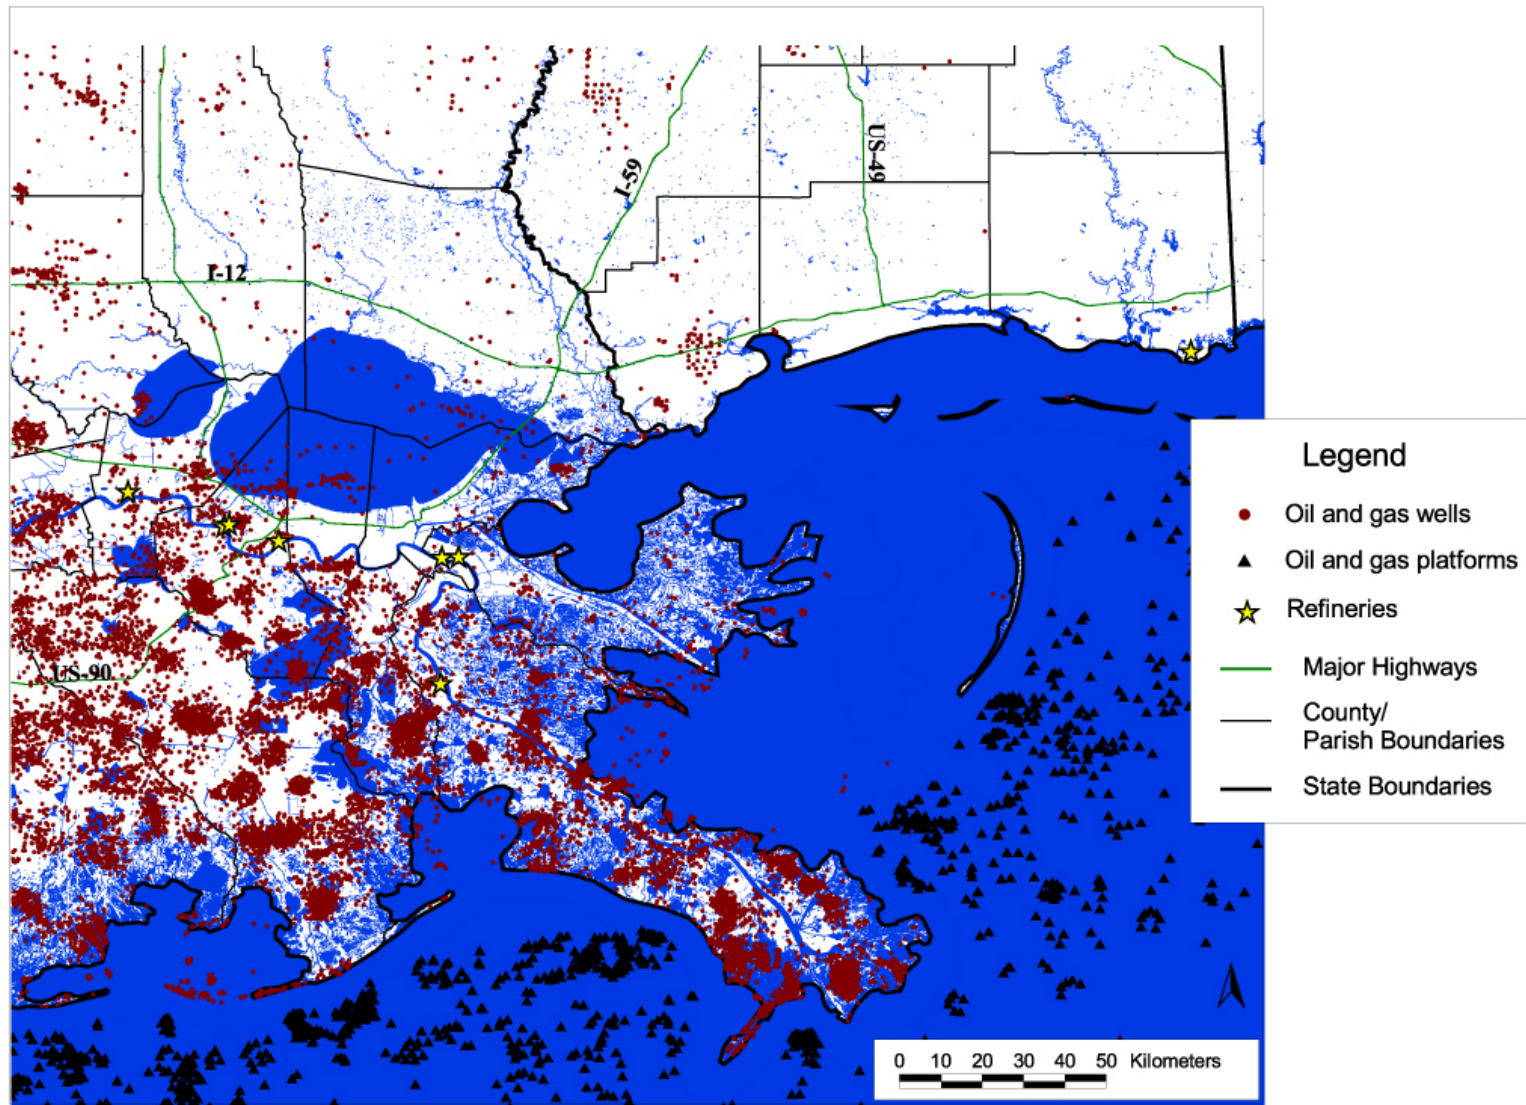 I-59
US-49
I-12
US-90
Legend
Oil and gas wells
Oil and gas platforms
Refineries
Major Highways
County/
Parish Boundaries
State Boundaries
0 10 20 30 40 50 Kilometers